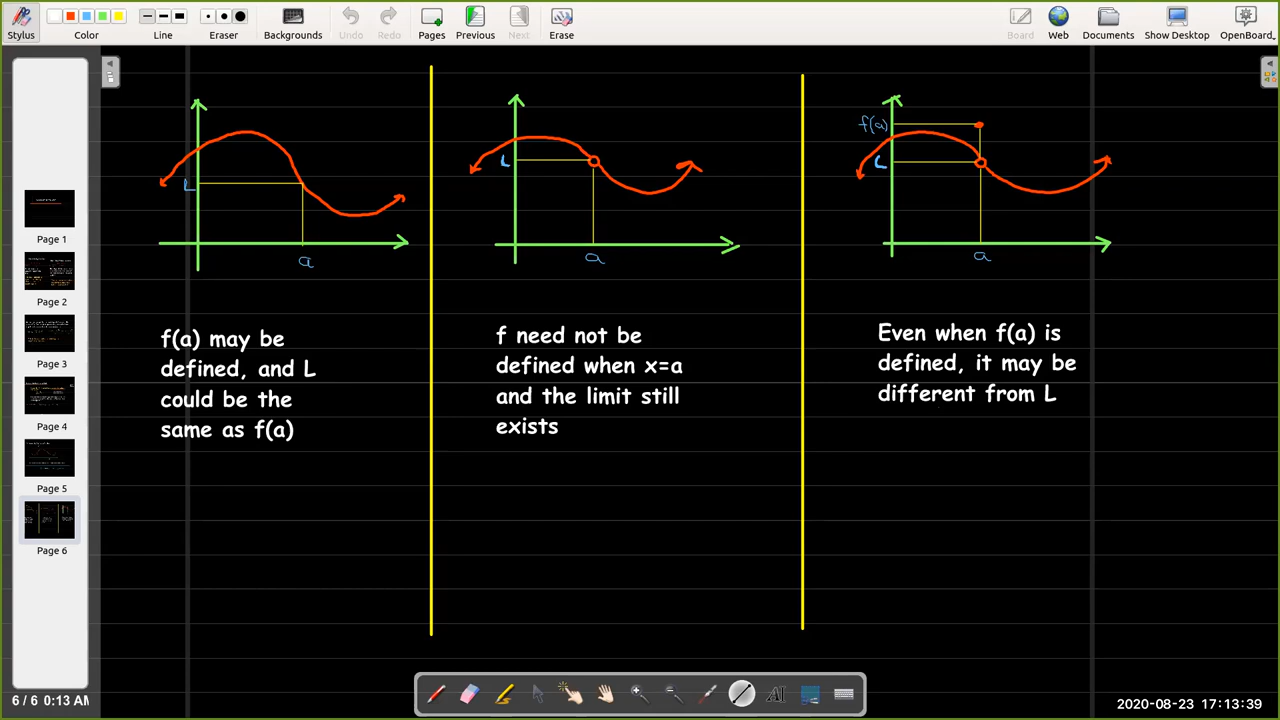 Stylus
Color
Line
Eraser
Backgrounds
Undo
Redo
Pages
Previous
Next
Erase
Board
Web
Documents
Show Desktop
OpenBoard
Page 1
Page 2
Page 3
Page 4
Page 5
Page 6
6 / 6 0:13 AM
L
a
f(a) may be
defined, and L
could be the
same as f(a)
L
a
f need not be
defined when x=a
and the limit still
exists
f(a)
L
a
Even when f(a) is
defined, it may be
different from L
AI
2020-08-23 17:13:39